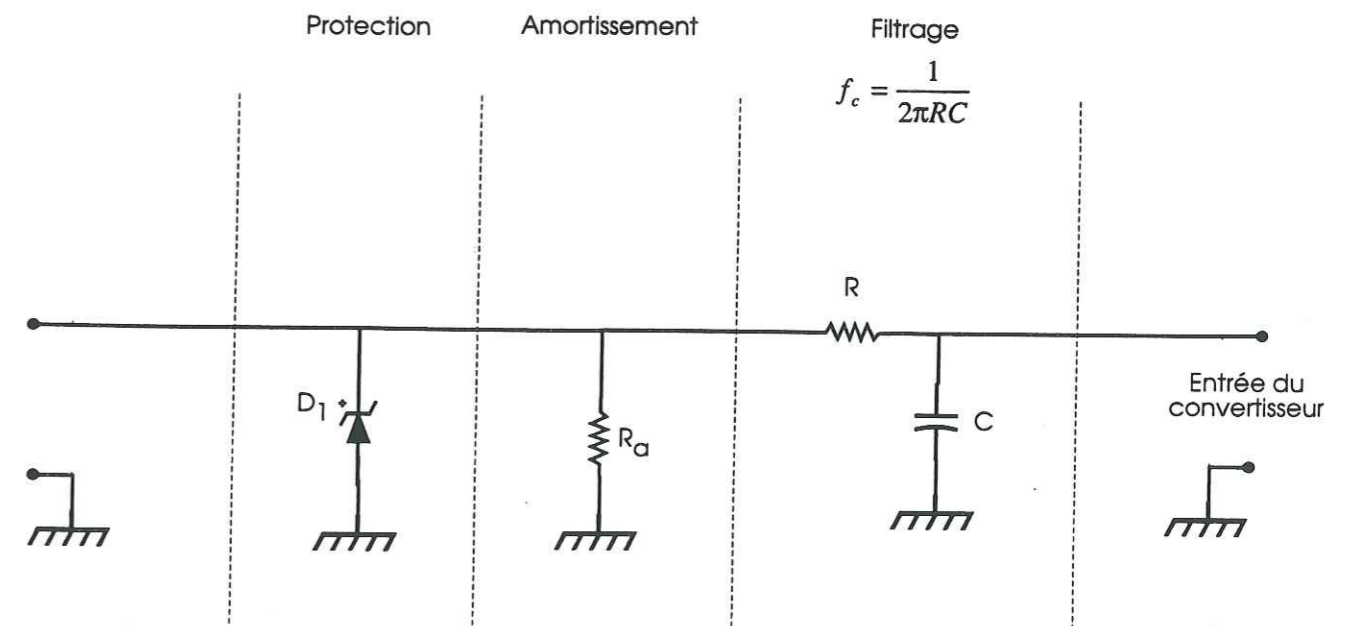 Protection
Amortissement
Filtrage
f_c = 1/(2πRC)
R
D1
Ra
C
Entrée du
convertisseur